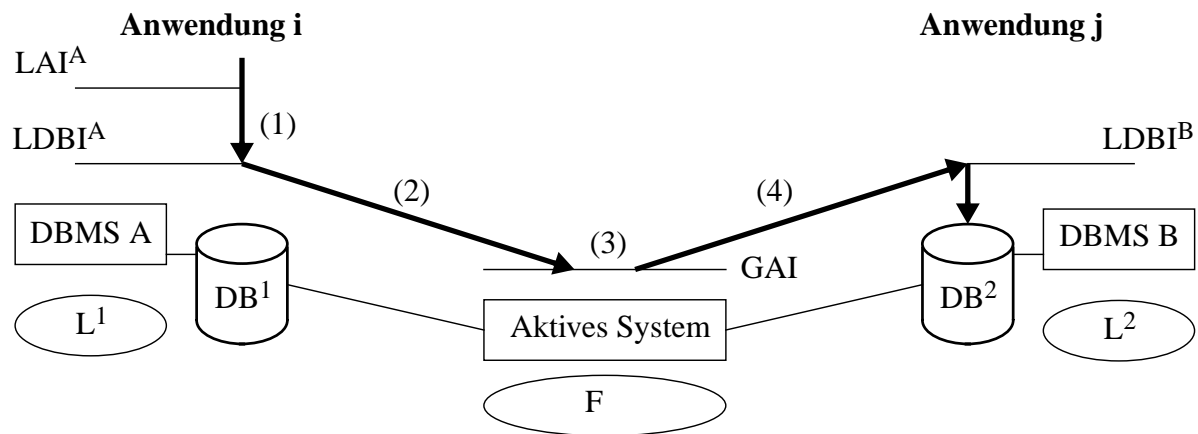 Anwendung i
Anwendung j
LAI^A
(1)
LDBI^A
LDBI^B
(2)
(4)
DBMS A
DBMS B
(3)
GAI
DB^1
DB^2
L^1
Aktives System
L^2
F